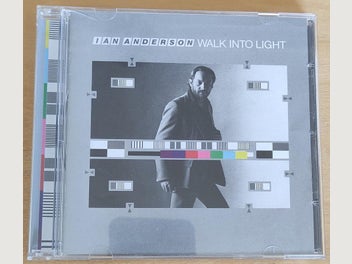 IAN ANDERSON WALK INTO LIGHT